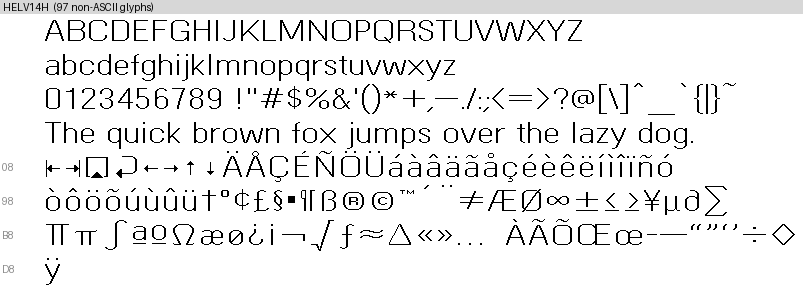 HELV14H (97 non-ASCII glyphs)
ABCDEFGHIJKLMNOPQRSTUVWXYZ
abcdefghijklmnopqrstuvwxyz
0123456789 !"#$%&'()*+,-./:;<=>?@[\]^_`{|}~
The quick brown fox jumps over the lazy dog.
08 ⇤→⇥ ←→↑↓ÄÅÇÉÑÖÜáàâäãåçéèêëíìîïñó
98 òôöõúùûü†°¢£§▪¶ß®©™´¨≠ÆØ∞±≤≥¥µ∂∑
B8 ∏π∫ªºΩæø¿¡¬√ƒ≈∆«»… ÀÃÕŒœ–—“”‘’÷◊
D8 ÿ